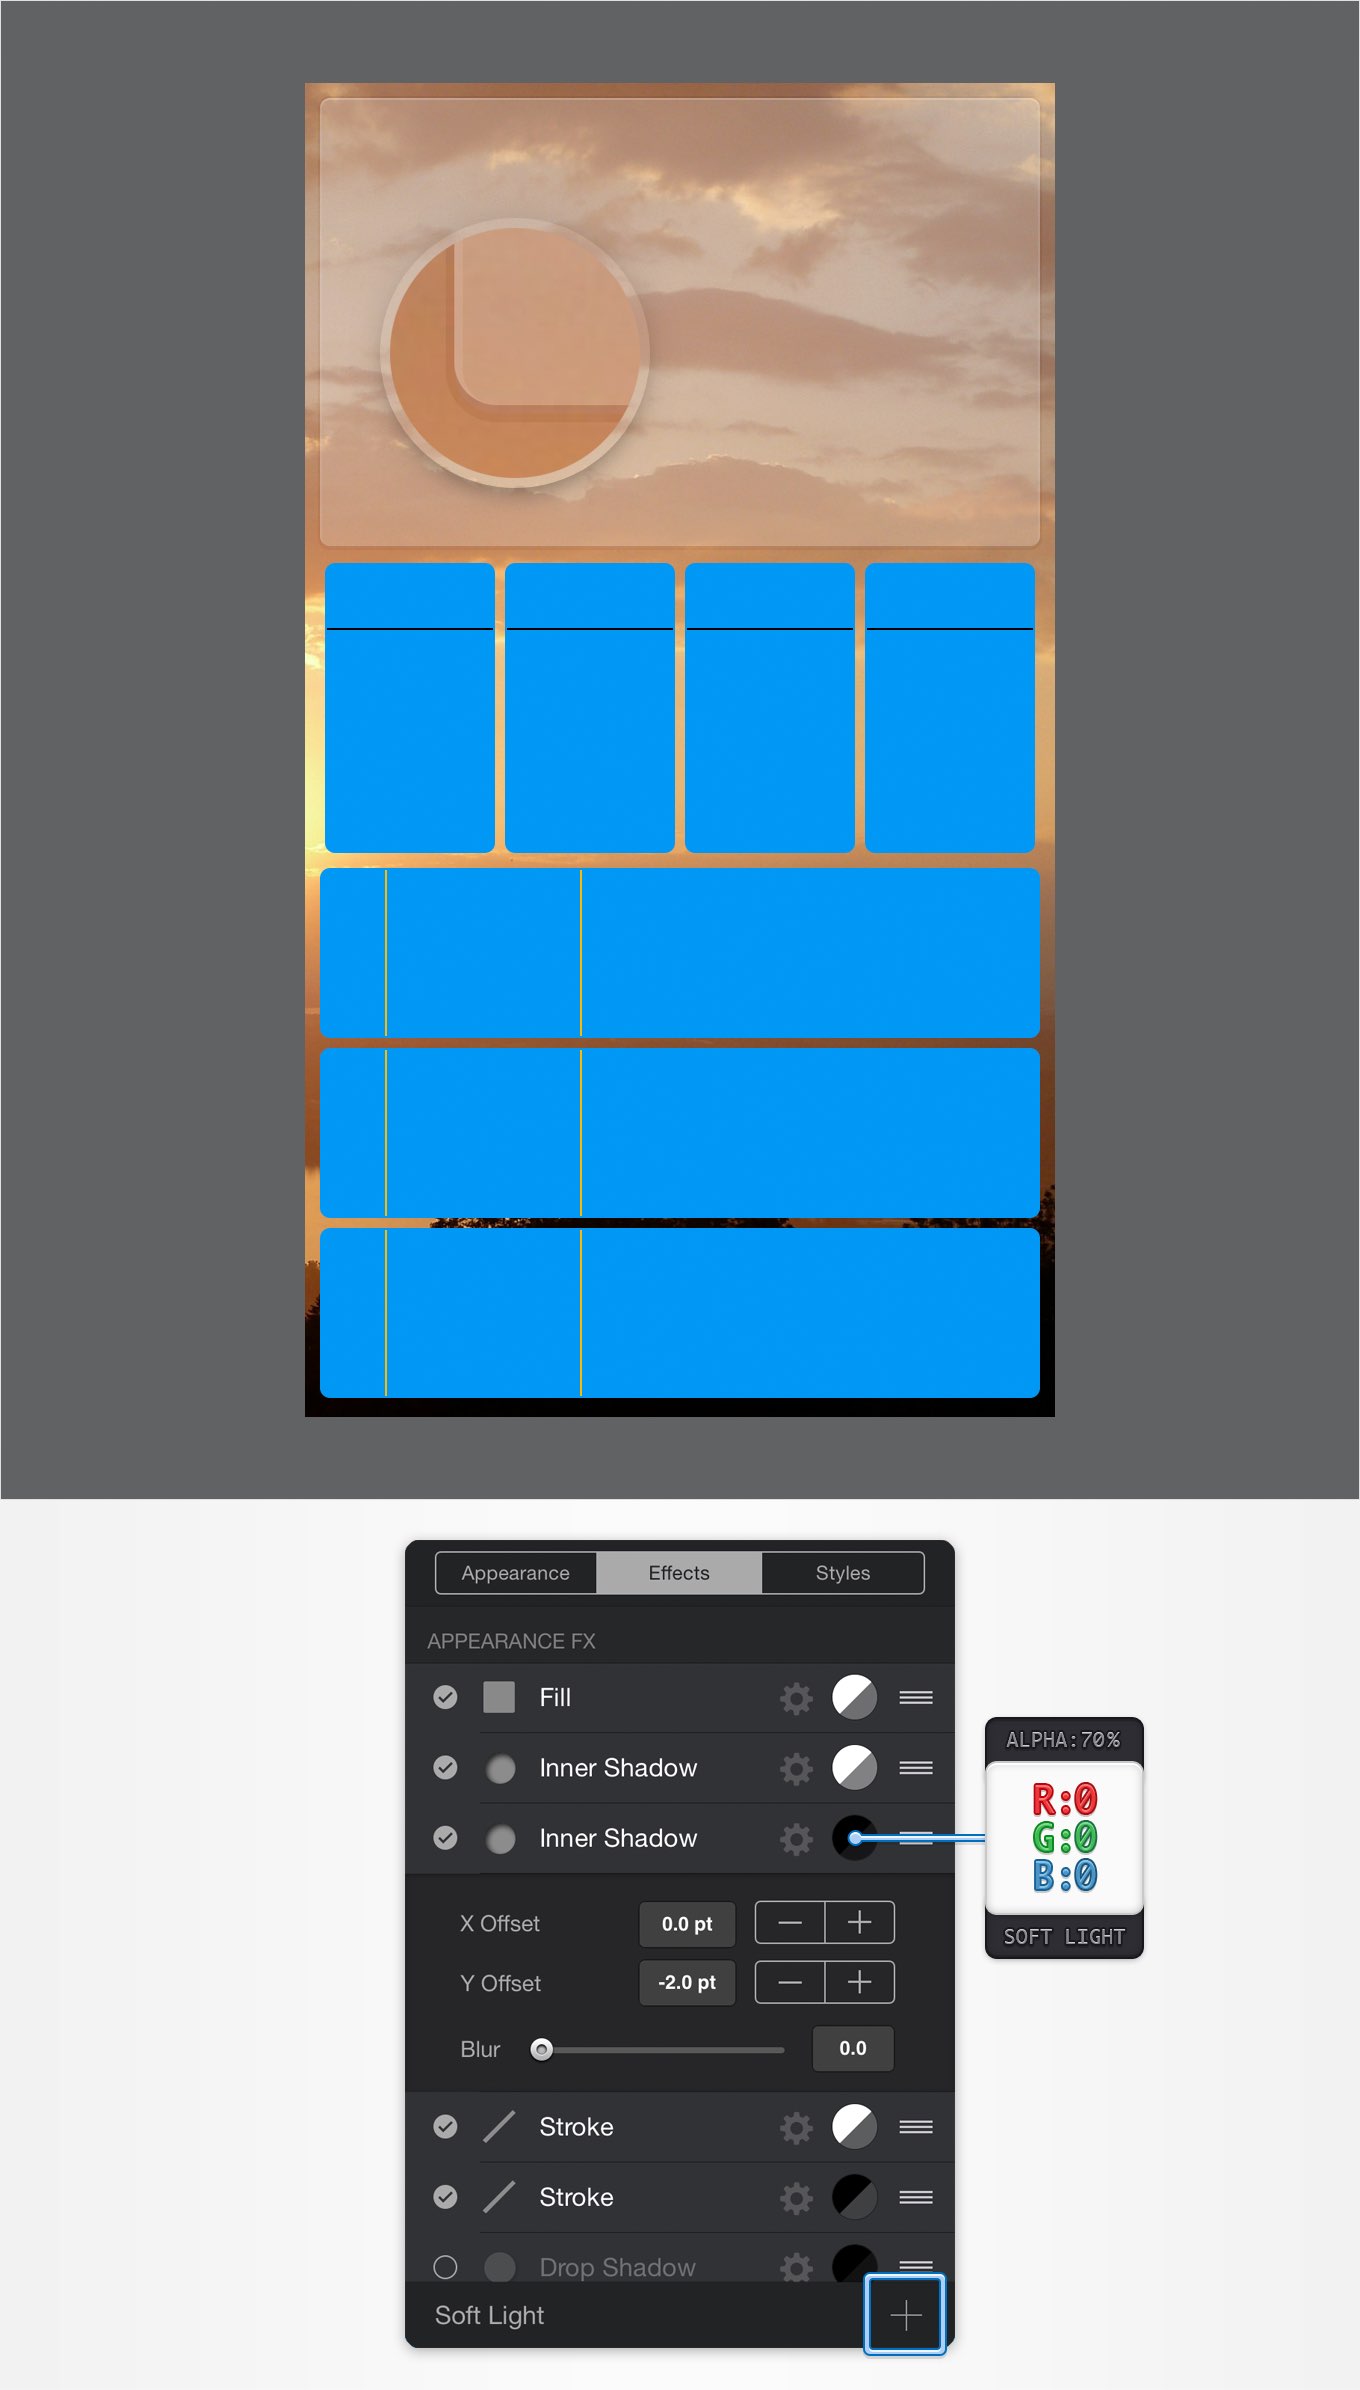 Appearance Effects Styles
APPEARANCE FX
Fill
Inner Shadow
Inner Shadow
ALPHA:70%
R:0
G:0
B:0
SOFT LIGHT
X Offset 0.0 pt
Y Offset -2.0 pt
Blur 0.0
Stroke
Stroke
Drop Shadow
Soft Light